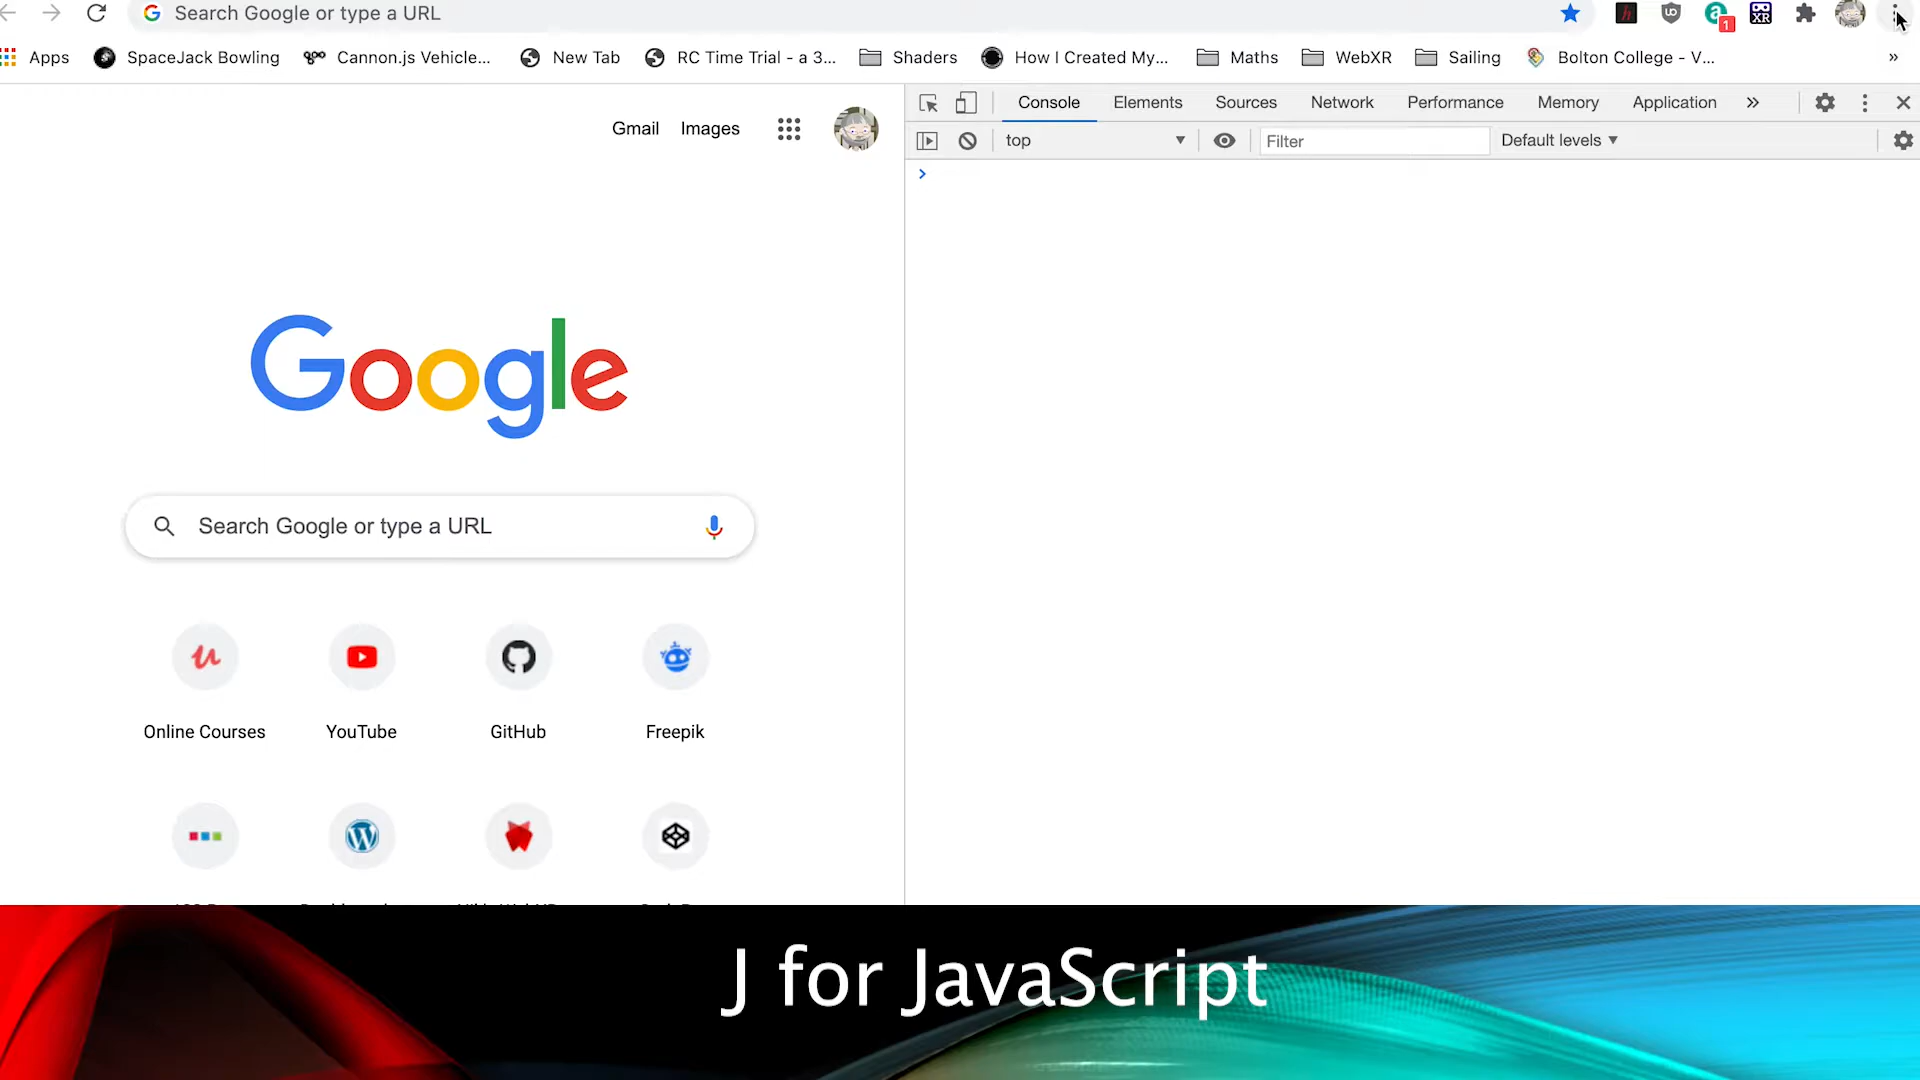 Search Google or type a URL
1
XR
Apps SpaceJack Bowling Cannon.js Vehicle... New Tab RC Time Trial - a 3... Shaders How I Created My... Maths WebXR Sailing Bolton College - V... »
Gmail Images
Console Elements Sources Network Performance Memory Application »
top Filter Default levels
Google
Search Google or type a URL
Online Courses YouTube GitHub Freepik
J for JavaScript